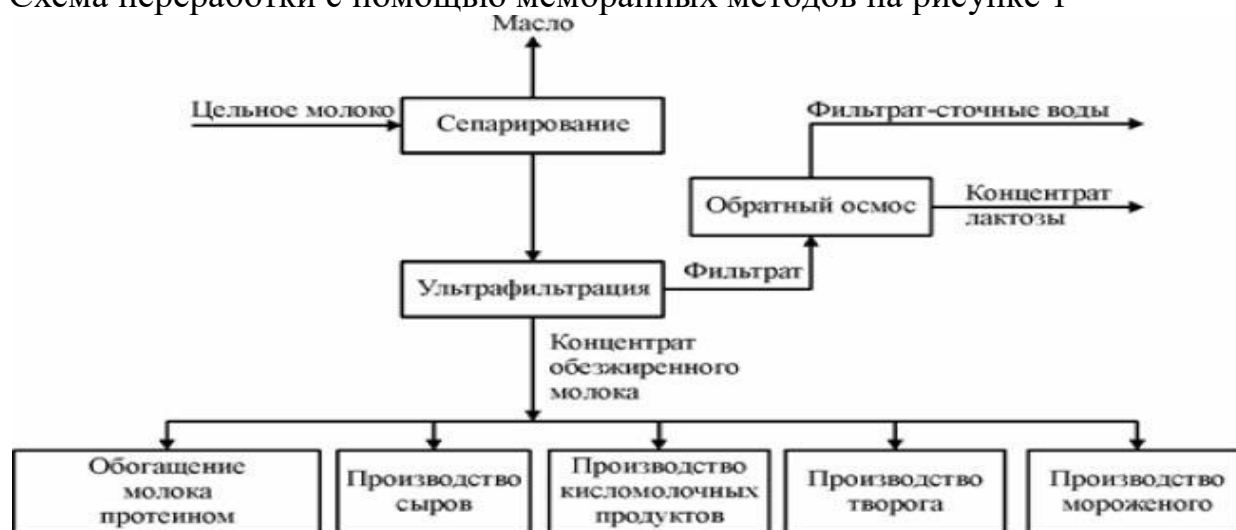 Схема переработки с помощью мембранных методов на рисунке 1
Масло
Цельное молоко
Сепарирование
Фильтрат-сточные воды
Обратный осмос
Концентрат
лактозы
Фильтрат
Ультрафильтрация
Концентрат
обезжиренного
молока
Обогащение
молока
протеином
Производство
сыров
Производство
кисломолочных
продуктов
Производство
творога
Производство
мороженого